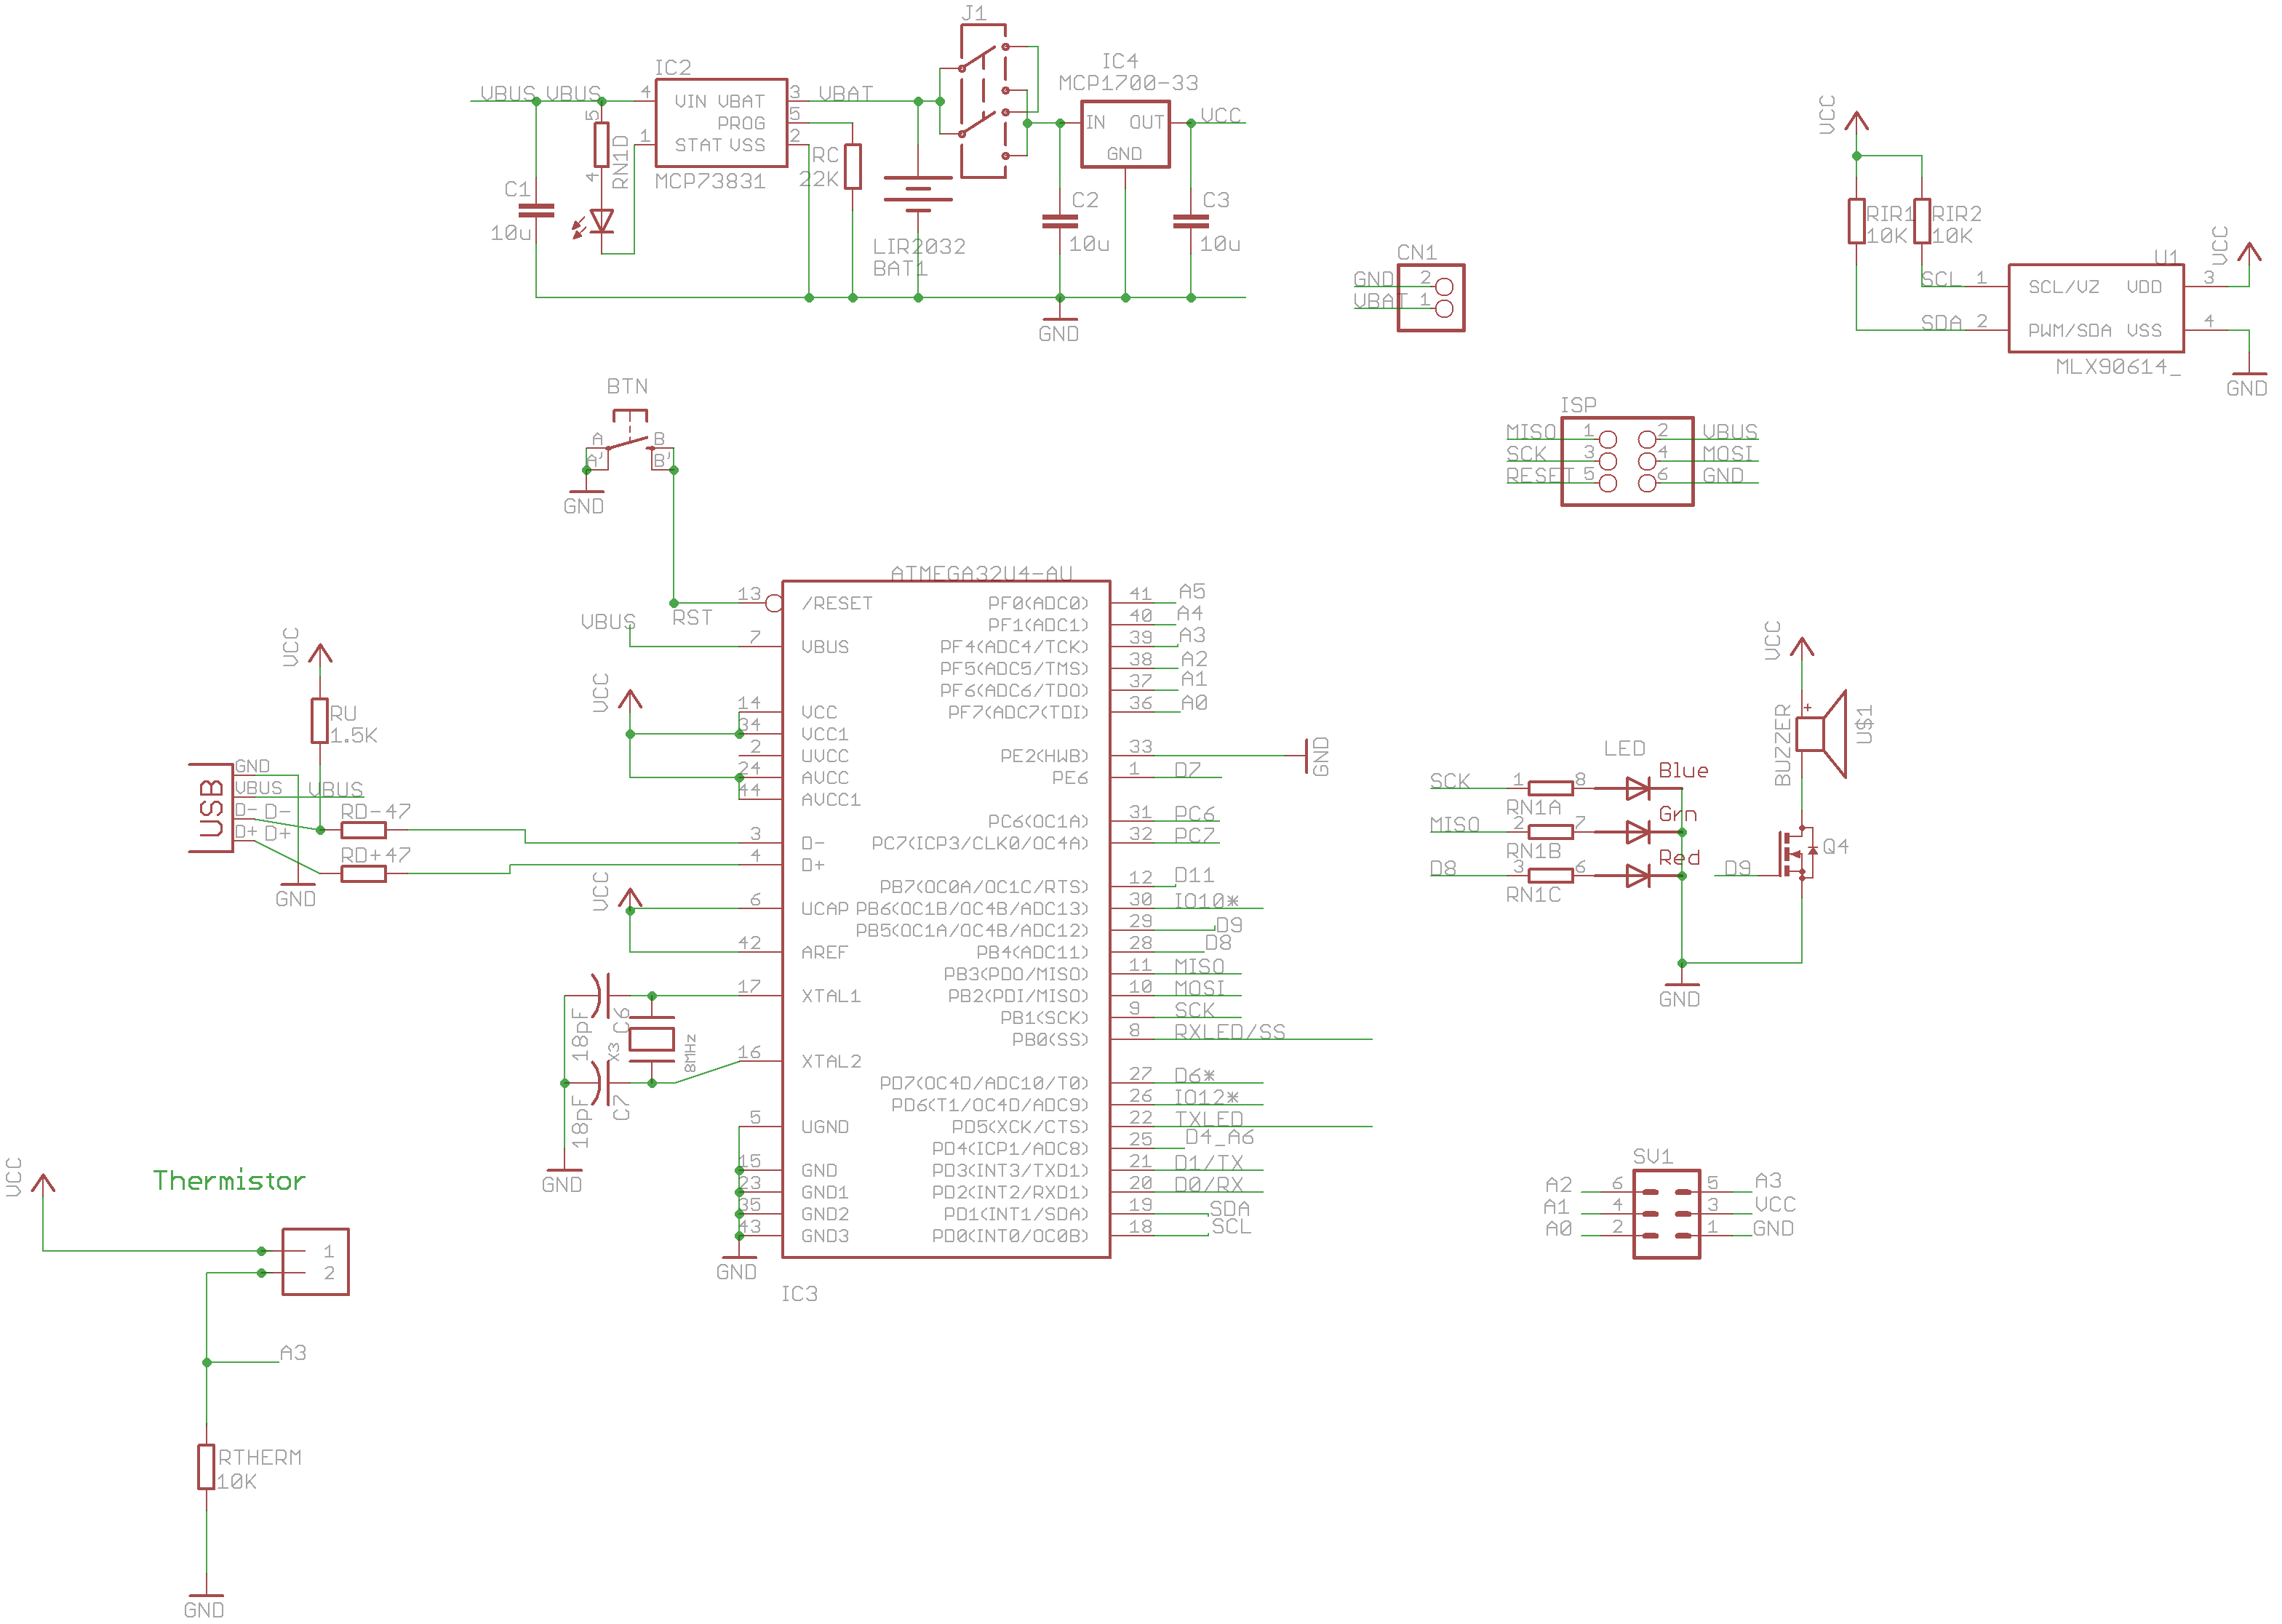 J1
IC2
IC4
MCP1700-33
VBUS VBUS 4 VIN VBAT 3 VBAT
PROG 5
1 STAT VSS 2
MCP73831
5 RN1D 4
RC
22K
IN OUT VCC
GND
C1
10u
C2
10u
C3
10u
LIR2032
BAT1
GND
CN1
GND 2
VBAT 1
VCC
RIR1
10K
RIR2
10K
VCC
U1
SCL 1 SCL/VZ VDD 3
SDA 2 PWM/SDA VSS 4
MLX90614_
GND
BTN
A B
A' B'
GND
ISP
MISO 1 2 VBUS
SCK 3 4 MOSI
RESET 5 6 GND
ATMEGA32U4-AU
RST
VBUS
13 /RESET
7 VBUS
VCC
14 VCC
34 VCC1
2 UVCC
24 AVCC
44 AVCC1
3 D-
4 D+
VCC
6 UCAP
42 AREF
17 XTAL1
16 XTAL2
5 UGND
15 GND
23 GND1
35 GND2
43 GND3
GND
IC3
PF0(ADC0) 41 A5
PF1(ADC1) 40 A4
PF4(ADC4/TCK) 39 A3
PF5(ADC5/TMS) 38 A2
PF6(ADC6/TDO) 37 A1
PF7(ADC7(TDI) 36 A0
PE2(HWB) 33 GND
PE6 1 D7
PC6(OC1A) 31 PC6
PC7(ICP3/CLK0/OC4A) 32 PC7
PB7(OC0A/OC1C/RTS) 12 D11
PB6(OC1B/OC4B/ADC13) 30 IO10*
PB5(OC1A/OC4B/ADC12) 29 D9
PB4(ADC11) 28 D8
PB3(PDO/MISO) 11 MISO
PB2(PDI/MISO) 10 MOSI
PB1(SCK) 9 SCK
PB0(SS) 8 RXLED/SS
PD7(OC4D/ADC10/T0) 27 D6*
PD6(T1/OC4D/ADC9) 26 IO12*
PD5(XCK/CTS) 22 TXLED
PD4(ICP1/ADC8) 25 D4_A6
PD3(INT3/TXD1) 21 D1/TX
PD2(INT2/RXD1) 20 D0/RX
PD1(INT1/SDA) 19 SDA
PD0(INT0/OC0B) 18 SCL
VCC
RU
1.5K
USB
GND
VBUS VBUS
D- D-
D+ D+
RD-47
RD+47
GND
18pF C6
X3 8MHz
18pF C7
GND
VCC
LED
SCK 1 8 Blue
RN1A
MISO 2 7 Grn
RN1B
D8 3 6 Red
RN1C
GND
BUZZER + U$1
D9 Q4
SV1
A2 6 5 A3
A1 4 3 VCC
A0 2 1 GND
VCC
Thermistor
1
2
A3
RTHERM
10K
GND